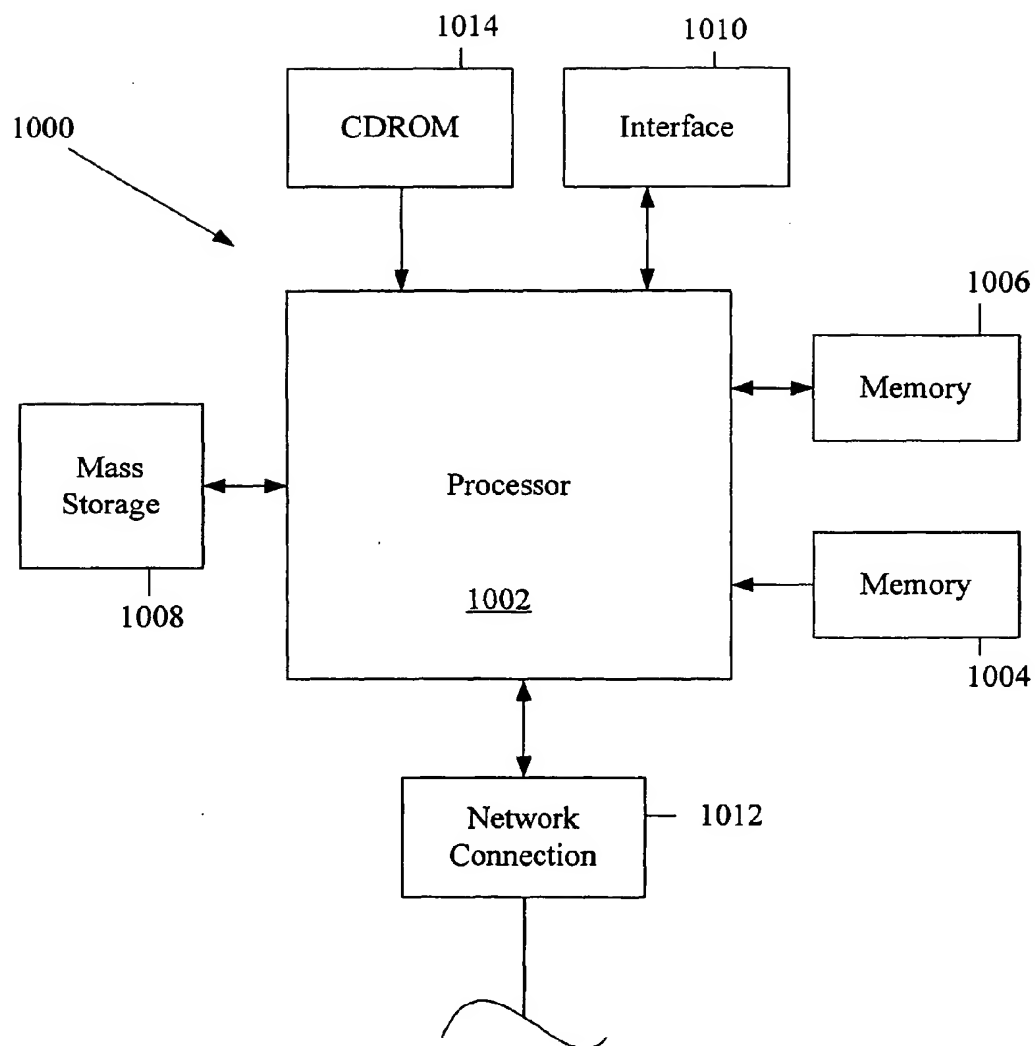 1014
1010
1000
CDROM
Interface
1006
Memory
Mass
Storage
Processor
Memory
1002
1008
1004
Network
Connection
1012